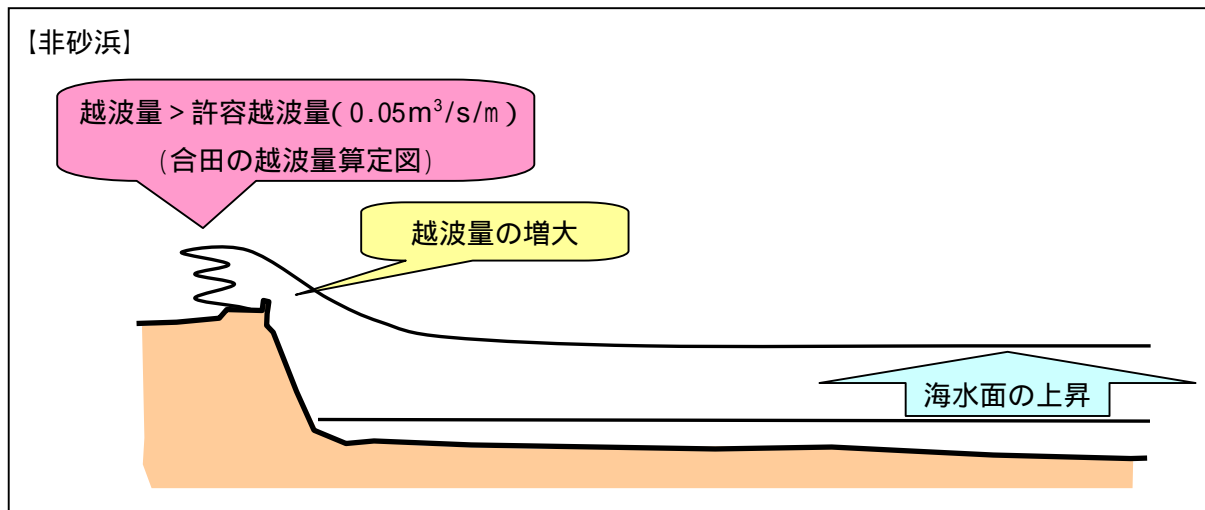 【非砂浜】
越波量>許容越波量(0.05m³/s/m)
(合田の越波量算定図)
越波量の増大
海水面の上昇